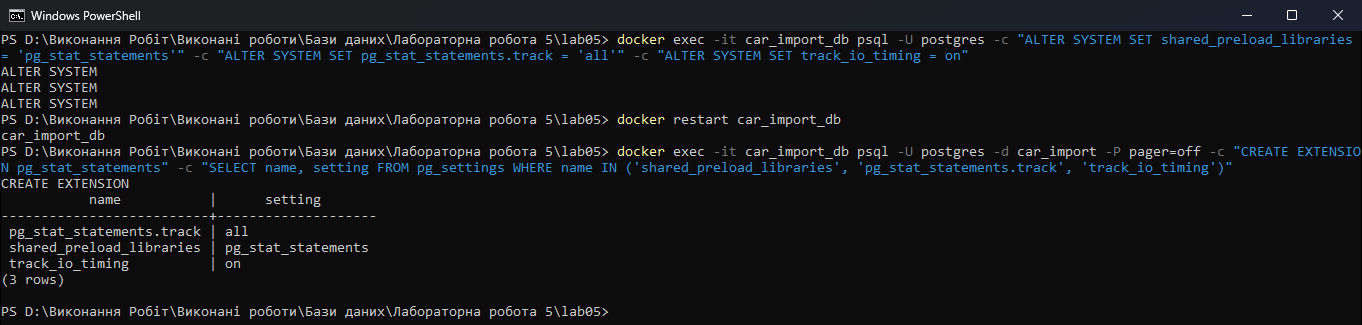 Windows PowerShell
PS D:\Виконання Робіт\Виконані роботи\Бази даних\Лабораторна робота 5\lab05> docker exec -it car_import_db psql -U postgres -c "ALTER SYSTEM SET shared_preload_libraries
= 'pg_stat_statements'" -c "ALTER SYSTEM SET pg_stat_statements.track = 'all'" -c "ALTER SYSTEM SET track_io_timing = on"
ALTER SYSTEM
ALTER SYSTEM
ALTER SYSTEM
PS D:\Виконання Робіт\Виконані роботи\Бази даних\Лабораторна робота 5\lab05> docker restart car_import_db
car_import_db
PS D:\Виконання Робіт\Виконані роботи\Бази даних\Лабораторна робота 5\lab05> docker exec -it car_import_db psql -U postgres -d car_import -P pager=off -c "CREATE EXTENSIO
N pg_stat_statements" -c "SELECT name, setting FROM pg_settings WHERE name IN ('shared_preload_libraries', 'pg_stat_statements.track', 'track_io_timing')"
CREATE EXTENSION
           name           |      setting
--------------------------+--------------------
 pg_stat_statements.track | all
 shared_preload_libraries | pg_stat_statements
 track_io_timing          | on
(3 rows)
PS D:\Виконання Робіт\Виконані роботи\Бази даних\Лабораторна робота 5\lab05>